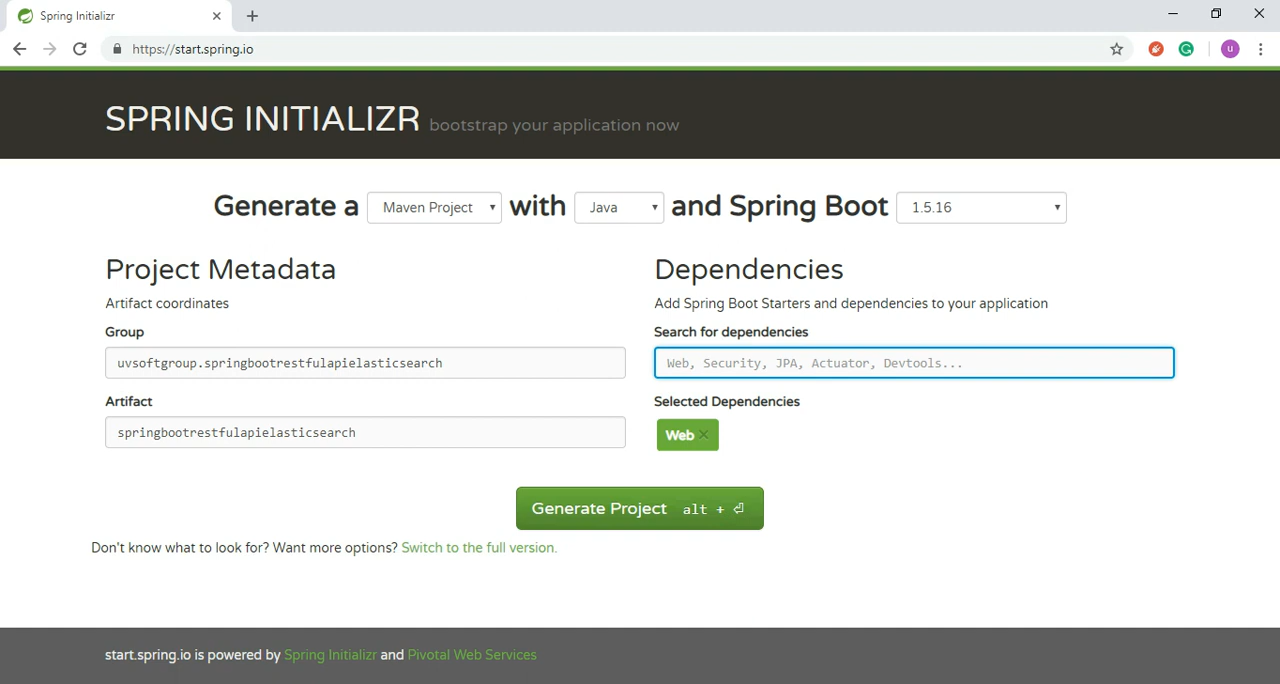 Spring Initializr
https://start.spring.io
u
SPRING INITIALIZR bootstrap your application now
Generate a Maven Project with Java and Spring Boot 1.5.16
Project Metadata
Artifact coordinates
Group
uvsoftgroup.springbootrestfulapielasticsearch
Artifact
springbootrestfulapielasticsearch
Dependencies
Add Spring Boot Starters and dependencies to your application
Search for dependencies
Web, Security, JPA, Actuator, Devtools...
Selected Dependencies
Web ×
Generate Project alt + ⏎
Don't know what to look for? Want more options? Switch to the full version.
start.spring.io is powered by Spring Initializr and Pivotal Web Services